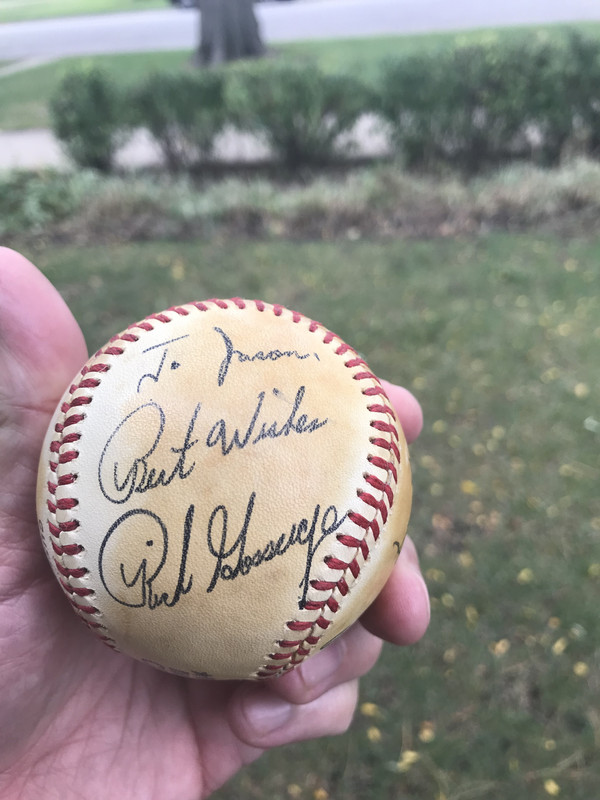 To Jason,
Best Wishes
Rich Gossage